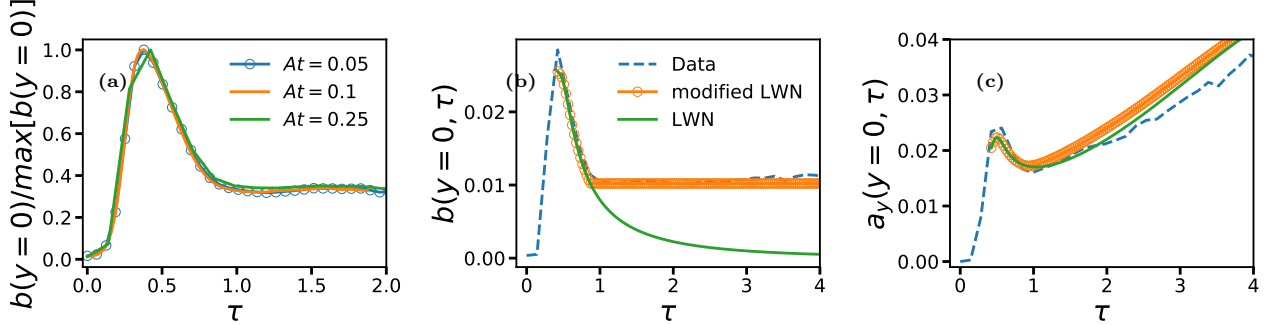 b(y = 0)/max[b(y = 0)]
1.0
0.8
0.6
0.4
0.2
0.0
(a)
At = 0.05
At = 0.1
At = 0.25
0.0 0.5 1.0 1.5 2.0
τ
b(y = 0, τ)
0.02
0.01
0.00
(b)
Data
modified LWN
LWN
0 1 2 3 4
τ
a_y(y = 0, τ)
0.04
0.03
0.02
0.01
0.00
(c)
0 1 2 3 4
τ